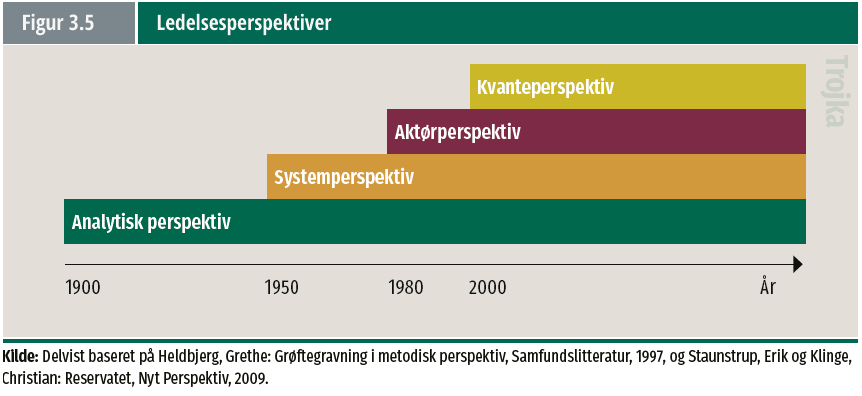 Figur 3.5
Ledelsesperspektiver
Trojka
Kvanteperspektiv
Aktørperspektiv
Systemperspektiv
Analytisk perspektiv
1900 1950 1980 2000 År
Kilde: Delvist baseret på Heldbjerg, Grethe: Grøftegravning i metodisk perspektiv, Samfundslitteratur, 1997, og Staunstrup, Erik og Klinge,
Christian: Reservatet, Nyt Perspektiv, 2009.